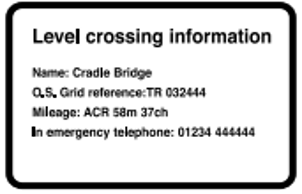 Level crossing information
Name: Cradle Bridge
O.S. Grid reference:TR 032444
Mileage: ACR 58m 37ch
In emergency telephone: 01234 444444